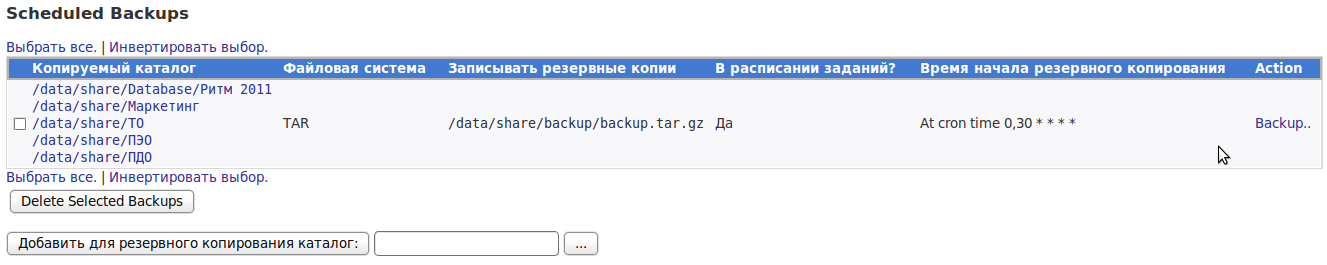 Scheduled Backups
Выбрать все. | Инвертировать выбор.
Копируемый каталог Файловая система Записывать резервные копии В расписании заданий? Время начала резервного копирования Action
/data/share/Database/Ритм 2011
/data/share/Маркетинг
/data/share/ТО TAR /data/share/backup/backup.tar.gz Да At cron time 0,30 * * * * Backup..
/data/share/ПЭО
/data/share/ПДО
Выбрать все. | Инвертировать выбор.
Delete Selected Backups
Добавить для резервного копирования каталог: ...